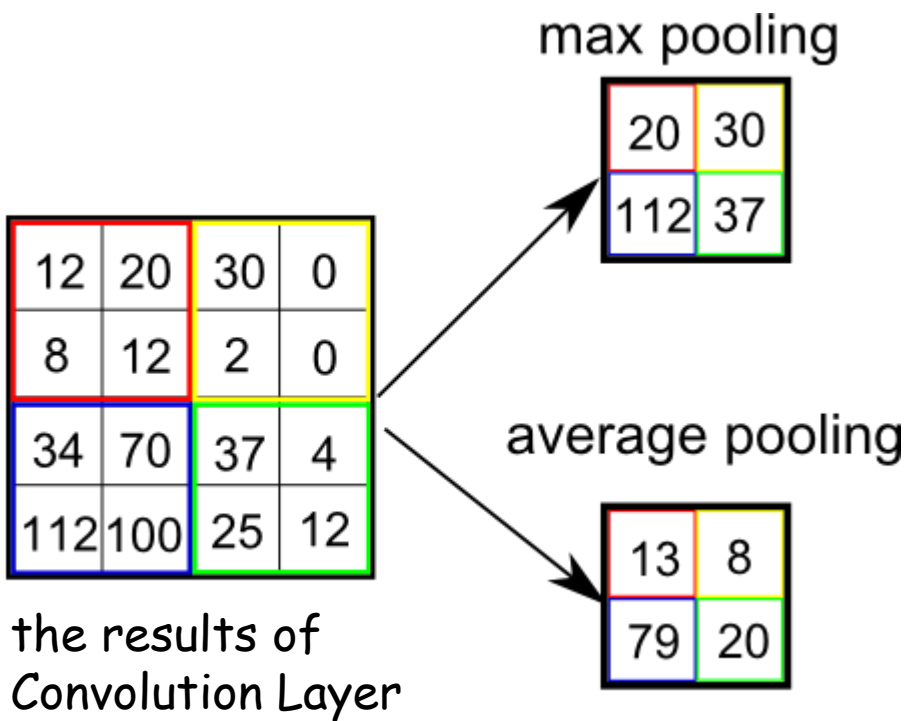 max pooling
20 30
112 37
12 20 30 0
8 12 2 0
34 70 37 4
112 100 25 12
average pooling
13 8
79 20
the results of
Convolution Layer